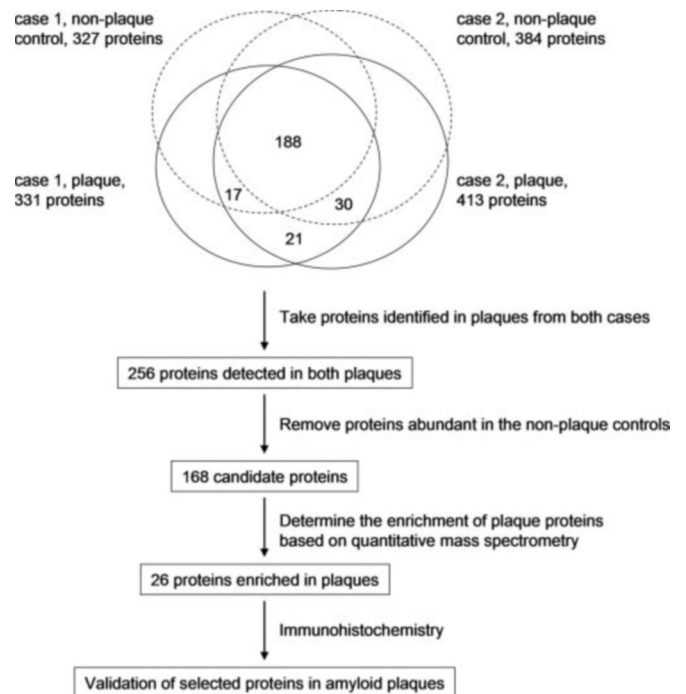 case 1, non-plaque
control, 327 proteins
case 2, non-plaque
control, 384 proteins
188
case 1, plaque,
331 proteins
17
30
case 2, plaque,
413 proteins
21
Take proteins identified in plaques from both cases
256 proteins detected in both plaques
Remove proteins abundant in the non-plaque controls
168 candidate proteins
Determine the enrichment of plaque proteins
based on quantitative mass spectrometry
26 proteins enriched in plaques
Immunohistochemistry
Validation of selected proteins in amyloid plaques